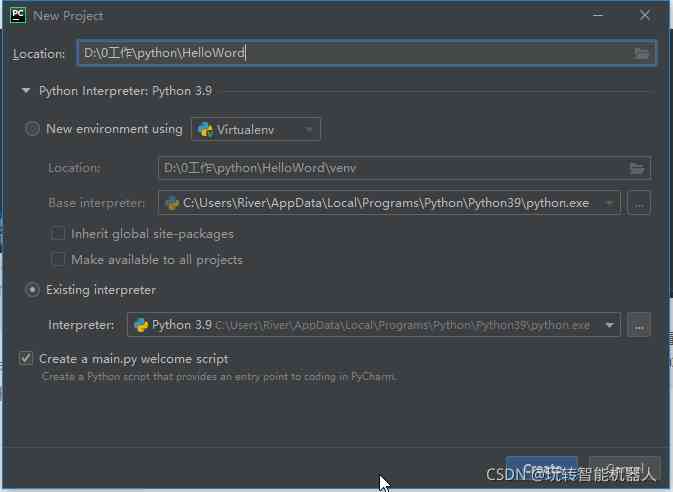 PC New Project
Location: D:\0工作\python\HelloWord
Python Interpreter: Python 3.9
New environment using Virtualenv
Location: D:\0工作\python\HelloWord\venv
Base interpreter: C:\Users\River\AppData\Local\Programs\Python\Python39\python.exe ...
Inherit global site-packages
Make available to all projects
Existing interpreter
Interpreter: Python 3.9 C:\Users\River\AppData\Local\Programs\Python\Python39\python.exe ...
Create a main.py welcome script
Create a Python script that provides an entry point to coding in PyCharm.
Create Cancel
CSDN @玩转智能机器人